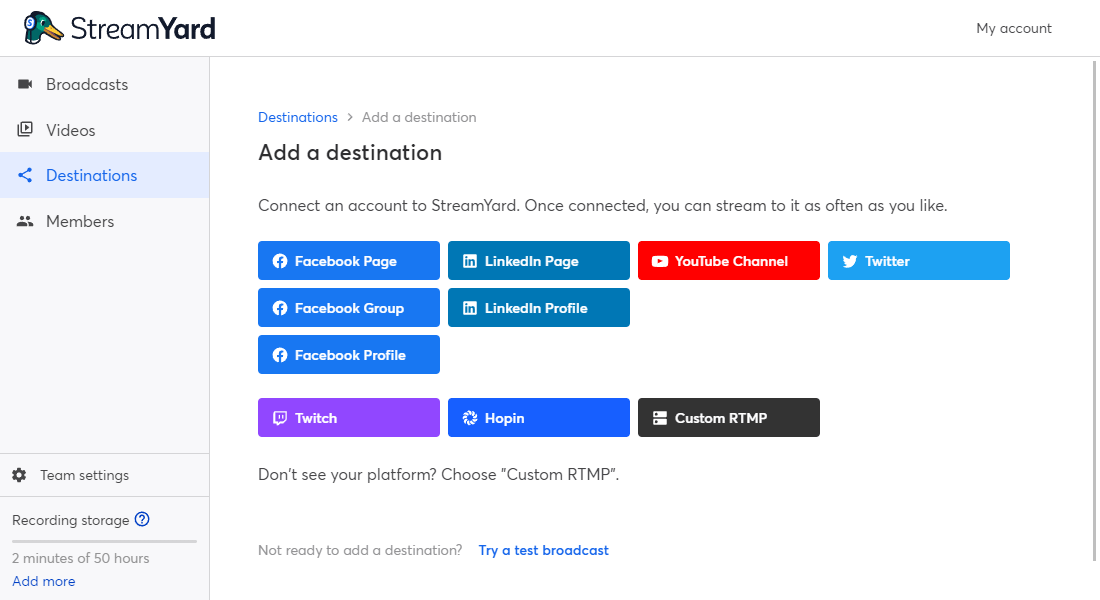 StreamYard
My account
Broadcasts
Videos
Destinations
Members
Team settings
Recording storage
2 minutes of 50 hours
Add more
Destinations > Add a destination
Add a destination
Connect an account to StreamYard. Once connected, you can stream to it as often as you like.
Facebook Page
LinkedIn Page
YouTube Channel
Twitter
Facebook Group
LinkedIn Profile
Facebook Profile
Twitch
Hopin
Custom RTMP
Don't see your platform? Choose "Custom RTMP".
Not ready to add a destination? Try a test broadcast